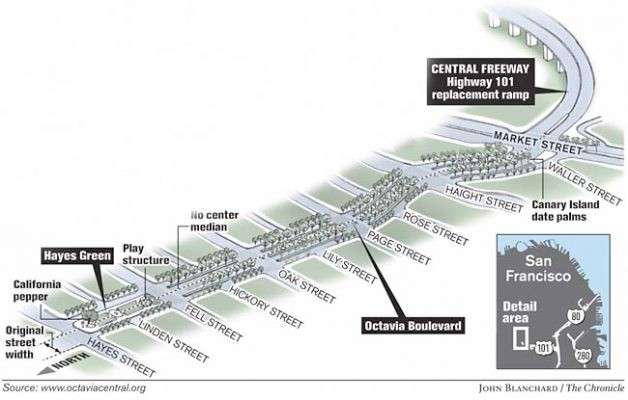 CENTRAL FREEWAY
Highway 101
replacement ramp
MARKET STREET
WALLER STREET
Canary Island
date palms
HAIGHT STREET
ROSE STREET
PAGE STREET
LILY STREET
OAK STREET
HICKORY STREET
FELL STREET
LINDEN STREET
HAYES STREET
No center
median
Play
structure
Hayes Green
California
pepper
Original
street
width
NORTH
Octavia Boulevard
San
Francisco
Detail
area
80
101
280
Source: www.octaviacentral.org
JOHN BLANCHARD / The Chronicle